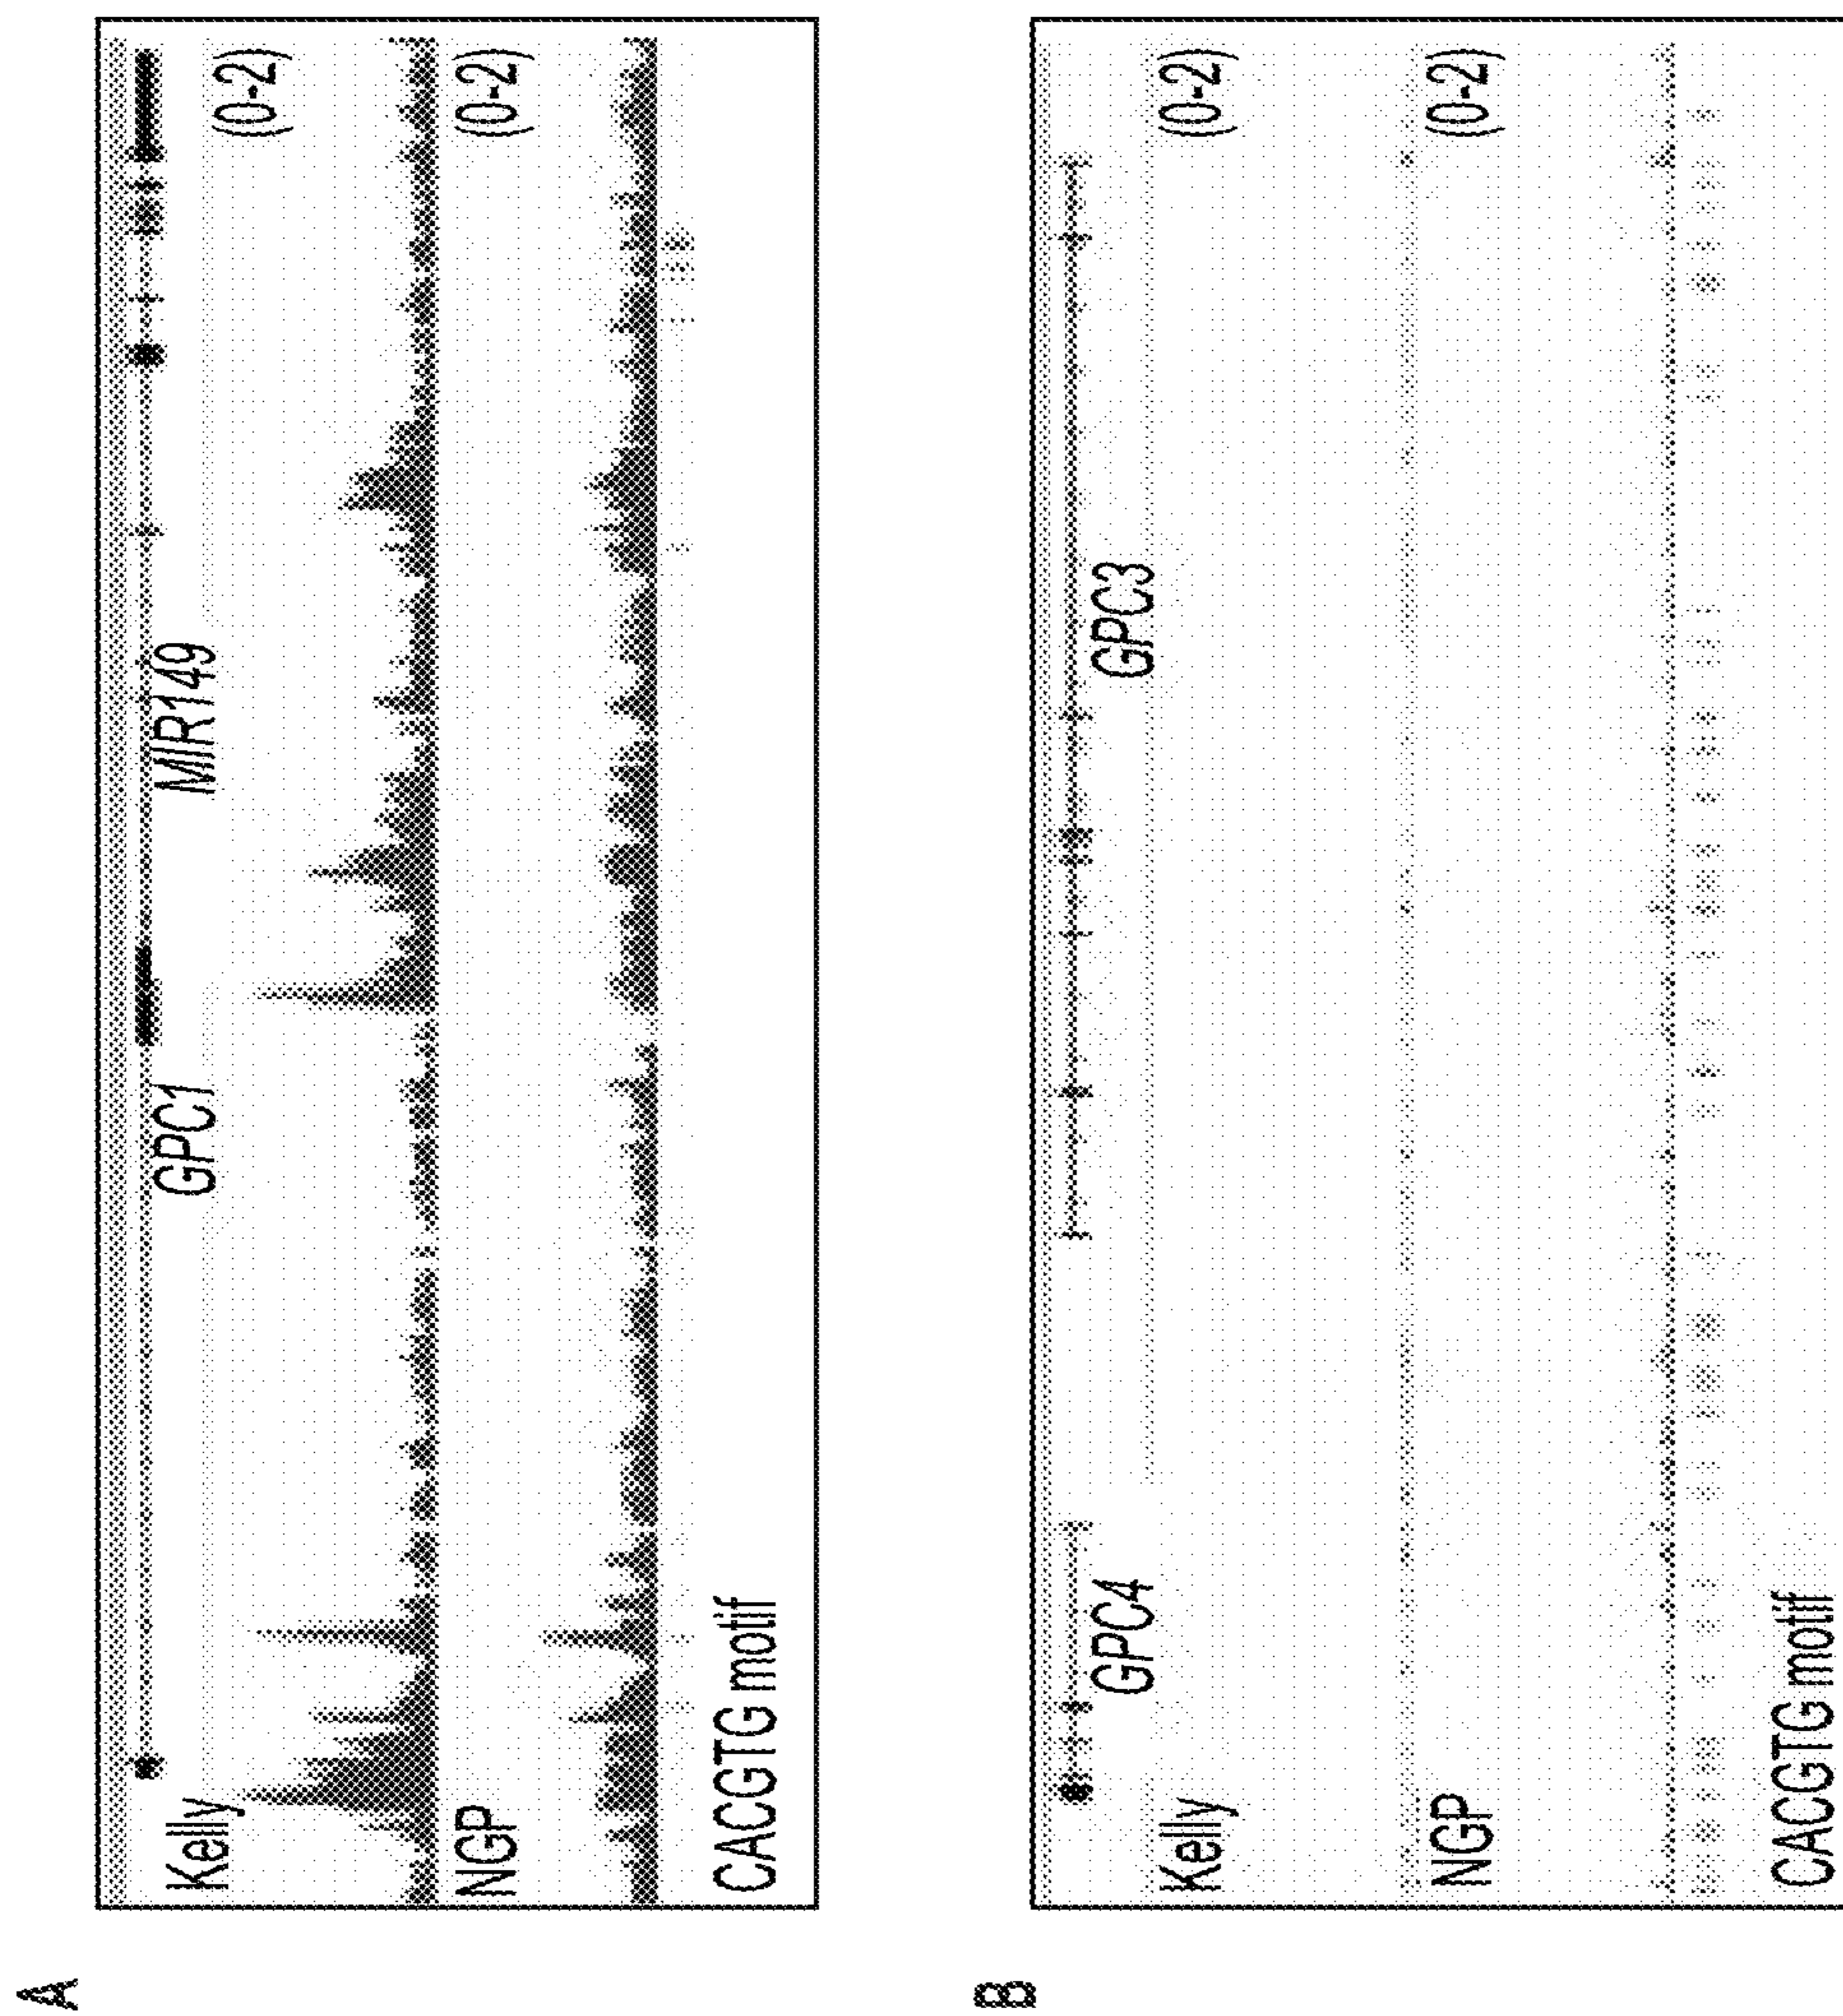 A
GPC1
MIR149
Kelly
(0-2)
NGP
(0-2)
CACGTG motif
B
GPC4
GPC3
Kelly
(0-2)
NGP
(0-2)
CACGTG motif